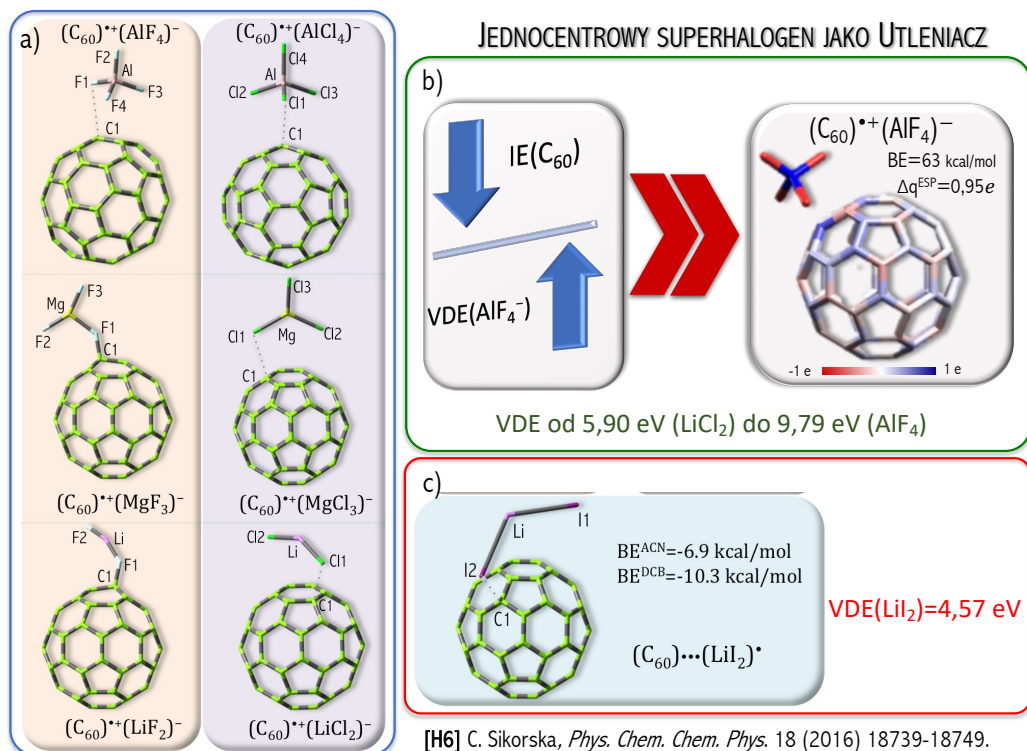 JEDNOCENTROWY SUPERHALOGEN JAKO UTLENIACZ
a)
(C₆₀)•⁺(AlF₄)⁻
F2
Al
F1
F3
F4
C1
(C₆₀)•⁺(AlCl₄)⁻
Cl4
Al
Cl2
Cl3
Cl1
C1
F3
Mg
F1
F2
C1
(C₆₀)•⁺(MgF₃)⁻
Cl3
Cl1
Mg
Cl2
C1
(C₆₀)•⁺(MgCl₃)⁻
F2
Li
F1
C1
(C₆₀)•⁺(LiF₂)⁻
Cl2
Li
Cl1
C1
(C₆₀)•⁺(LiCl₂)⁻
b)
IE(C₆₀)
VDE(AlF₄⁻)
(C₆₀)•⁺(AlF₄)⁻
BE=63 kcal/mol
Δqᴱˢᴾ=0,95e
-1 e
1 e
VDE od 5,90 eV (LiCl₂) do 9,79 eV (AlF₄)
c)
I1
Li
I2
C1
BEᴬᶜᴺ=-6.9 kcal/mol
BEᴰᶜᴮ=-10.3 kcal/mol
(C₆₀)•••(LiI₂)•
VDE(LiI₂)=4,57 eV
[H6] C. Sikorska, Phys. Chem. Chem. Phys. 18 (2016) 18739-18749.